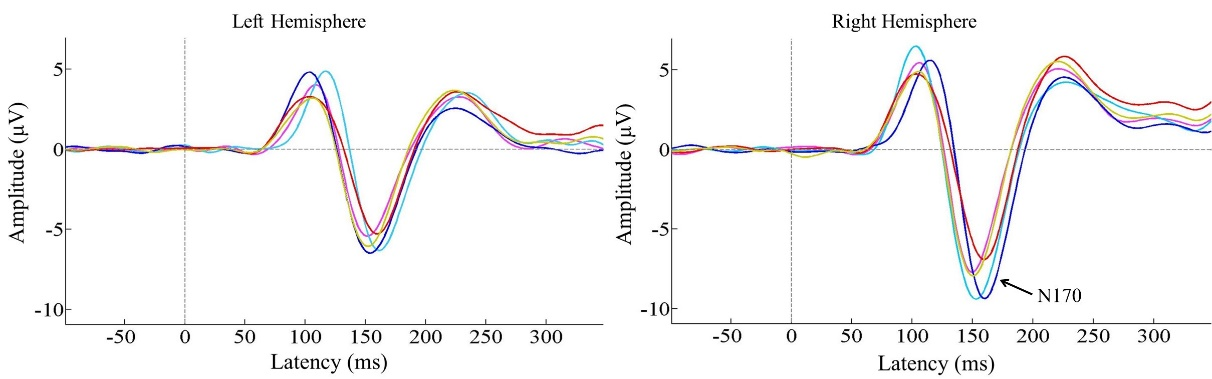 Left Hemisphere
5
0
-5
-10
Amplitude (µV)
-50 0 50 100 150 200 250 300
Latency (ms)
Right Hemisphere
5
0
-5
-10
Amplitude (µV)
N170
-50 0 50 100 150 200 250 300
Latency (ms)